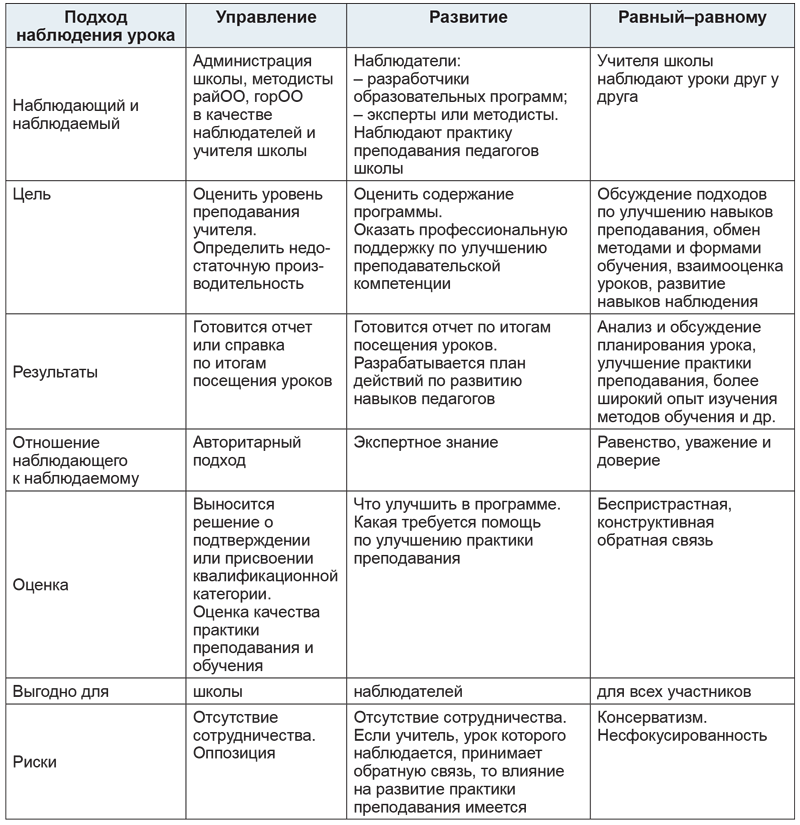 Подход
наблюдения урока
Управление
Развитие
Равный–равному
Наблюдающий и
наблюдаемый
Администрация
школы, методисты
райОО, горОО
в качестве
наблюдателей и
учителя школы
Наблюдатели:
– разработчики
образовательных программ;
– эксперты или методисты.
Наблюдают практику
преподавания педагогов
школы
Учителя школы
наблюдают уроки друг у
друга
Цель
Оценить уровень
преподавания
учителя.
Определить недо-
статочную произ-
водительность
Оценить содержание
программы.
Оказать профессиональную
поддержку по улучшению
преподавательской
компетенции
Обсуждение подходов
по улучшению навыков
преподавания, обмен
методами и формами
обучения, взаимооценка
уроков, развитие
навыков наблюдения
Результаты
Готовится отчет
или справка
по итогам
посещения уроков
Готовится отчет по итогам
посещения уроков.
Разрабатывается план
действий по развитию
навыков педагогов
Анализ и обсуждение
планирования урока,
улучшение практики
преподавания, более
широкий опыт изучения
методов обучения и др.
Отношение
наблюдающего
к наблюдаемому
Авторитарный
подход
Экспертное знание
Равенство, уважение и
доверие
Оценка
Выносится
решение о
подтверждении
или присвоении
квалификационной
категории.
Оценка качества
практики
преподавания и
обучения
Что улучшить в программе.
Какая требуется помощь
по улучшению практики
преподавания
Беспристрастная,
конструктивная
обратная связь
Выгодно для
школы
наблюдателей
для всех участников
Риски
Отсутствие
сотрудничества.
Оппозиция
Отсутствие сотрудничества.
Если учитель, урок которого
наблюдается, принимает
обратную связь, то влияние
на развитие практики
преподавания имеется
Консерватизм.
Несфокусированность